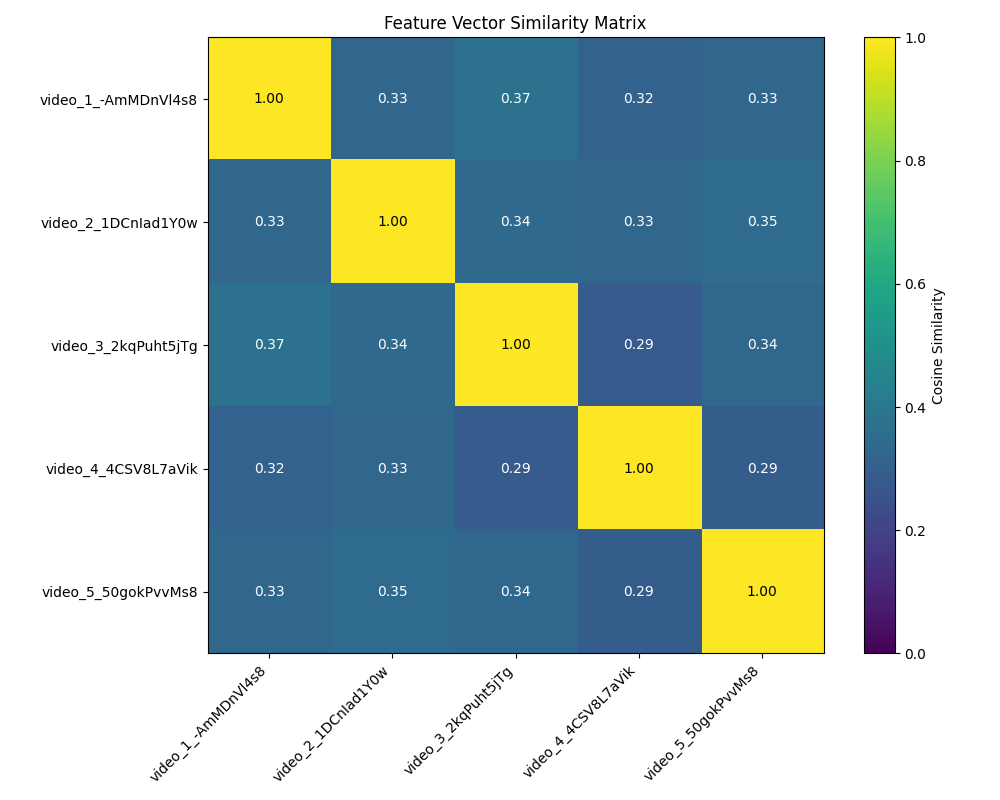 Feature Vector Similarity Matrix
video_1_-AmMDnVl4s8 1.00 0.33 0.37 0.32 0.33
video_2_1DCnIad1Y0w 0.33 1.00 0.34 0.33 0.35
video_3_2kqPuht5jTg 0.37 0.34 1.00 0.29 0.34
video_4_4CSV8L7aVik 0.32 0.33 0.29 1.00 0.29
video_5_50gokPvvMs8 0.33 0.35 0.34 0.29 1.00
video_1_-AmMDnVl4s8
video_2_1DCnIad1Y0w
video_3_2kqPuht5jTg
video_4_4CSV8L7aVik
video_5_50gokPvvMs8
1.0
0.8
0.6
0.4
0.2
0.0
Cosine Similarity